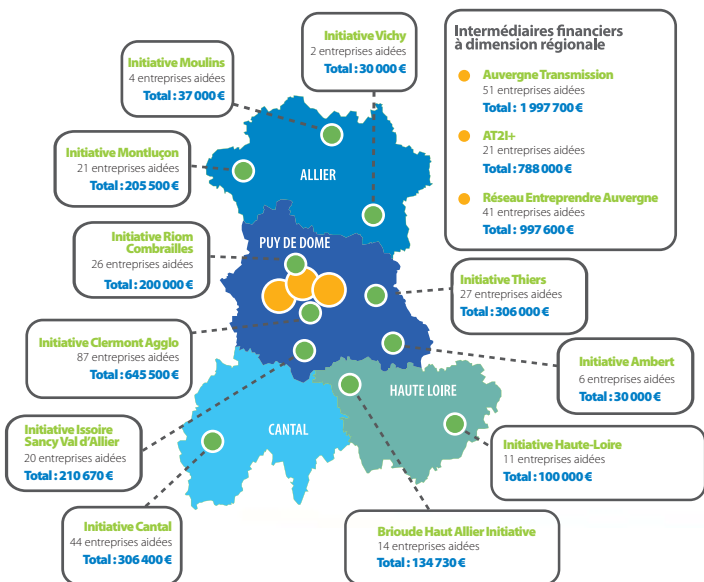 Initiative Vichy
2 entreprises aidées
Total : 30 000 €
Intermédiaires financiers
à dimension régionale
Auvergne Transmission
51 entreprises aidées
Total : 1 997 700 €
AT2I+
21 entreprises aidées
Total : 788 000 €
Réseau Entreprendre Auvergne
41 entreprises aidées
Total : 997 600 €
Initiative Moulins
4 entreprises aidées
Total : 37 000 €
Initiative Montluçon
21 entreprises aidées
Total : 205 500 €
ALLIER
Initiative Riom
Combrailles
26 entreprises aidées
Total : 200 000 €
PUY DE DOME
Initiative Thiers
27 entreprises aidées
Total : 306 000 €
Initiative Clermont Agglo
87 entreprises aidées
Total : 645 500 €
Initiative Ambert
6 entreprises aidées
Total : 30 000 €
HAUTE LOIRE
CANTAL
Initiative Issoire
Sancy Val d'Allier
20 entreprises aidées
Total : 210 670 €
Initiative Haute-Loire
11 entreprises aidées
Total : 100 000 €
Initiative Cantal
44 entreprises aidées
Total : 306 400 €
Brioude Haut Allier Initiative
14 entreprises aidées
Total : 134 730 €